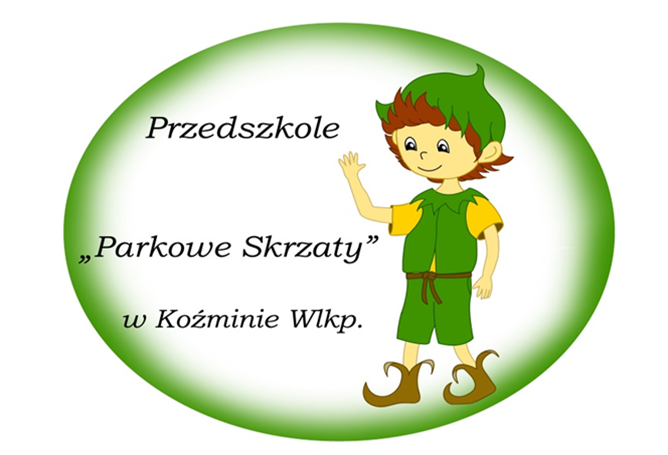 Przedszkole
„Parkowe Skrzaty”
w Koźminie Wlkp.